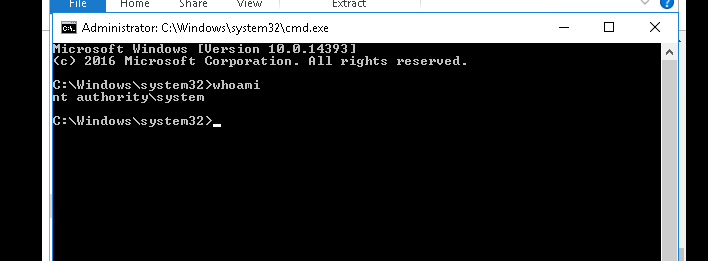 File Home Share View Extract
Administrator: C:\Windows\system32\cmd.exe
Microsoft Windows [Version 10.0.14393]
(c) 2016 Microsoft Corporation. All rights reserved.
C:\Windows\system32>whoami
nt authority\system
C:\Windows\system32>